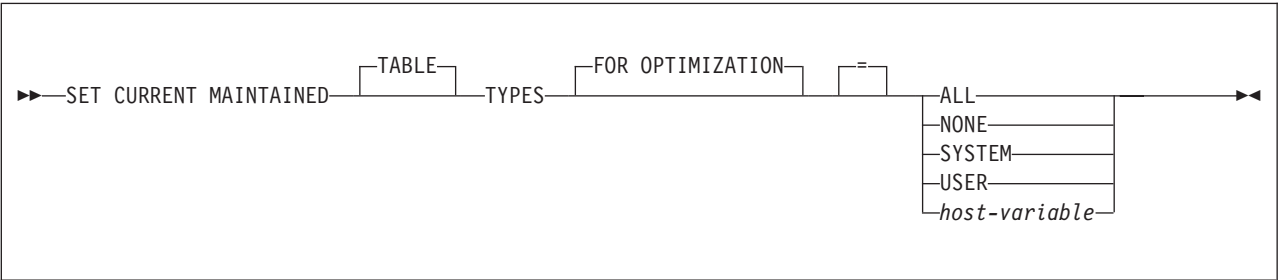 TABLE FOR OPTIMIZATION =
SET CURRENT MAINTAINED TYPES ALL
NONE
SYSTEM
USER
host-variable